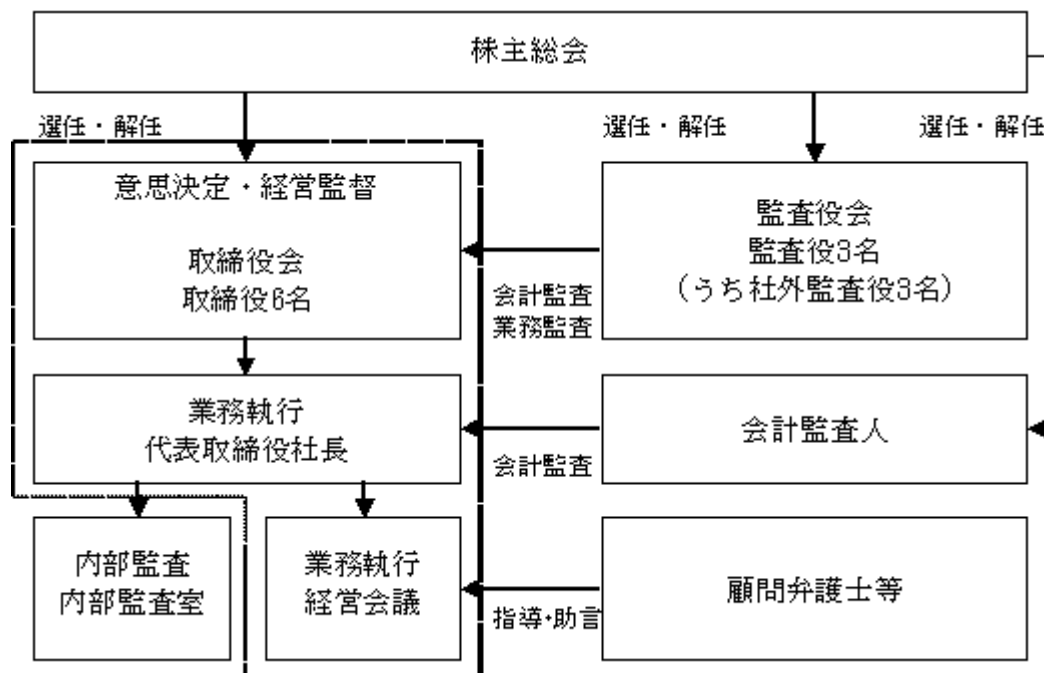 株主総会
選任・解任
選任・解任
選任・解任
意思決定・経営監督
取締役会
取締役6名
監査役会
監査役3名
（うち社外監査役3名）
会計監査
業務監査
業務執行
代表取締役社長
会計監査人
会計監査
内部監査
内部監査室
業務執行
経営会議
顧問弁護士等
指導・助言